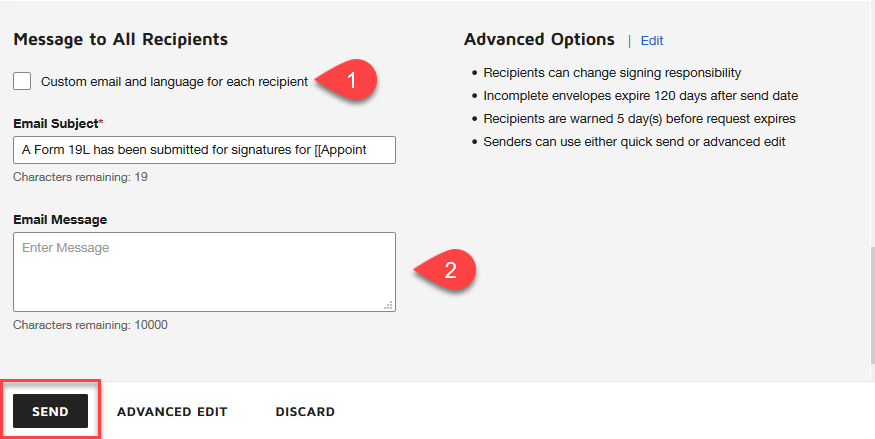 Message to All Recipients
Custom email and language for each recipient
1
Email Subject*
A Form 19L has been submitted for signatures for [[Appoint
Characters remaining: 19
Email Message
Enter Message
2
Characters remaining: 10000
Advanced Options | Edit
• Recipients can change signing responsibility
• Incomplete envelopes expire 120 days after send date
• Recipients are warned 5 day(s) before request expires
• Senders can use either quick send or advanced edit
SEND ADVANCED EDIT DISCARD